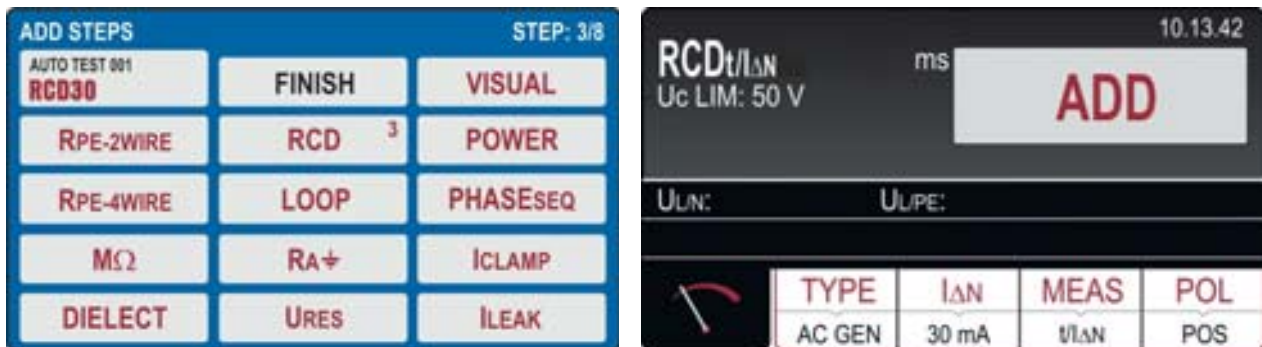 ADD STEPS STEP: 3/8
AUTO TEST 001
RCD30 FINISH VISUAL
RPE-2WIRE RCD 3 POWER
RPE-4WIRE LOOP PHASESEQ
MΩ RA⏚ ICLAMP
DIELECT URES ILEAK
10.13.42
RCDt/IΔN ms ADD
Uc LIM: 50 V
UL/N: UL/PE:
TYPE IΔN MEAS POL
AC GEN 30 mA t/IΔN POS